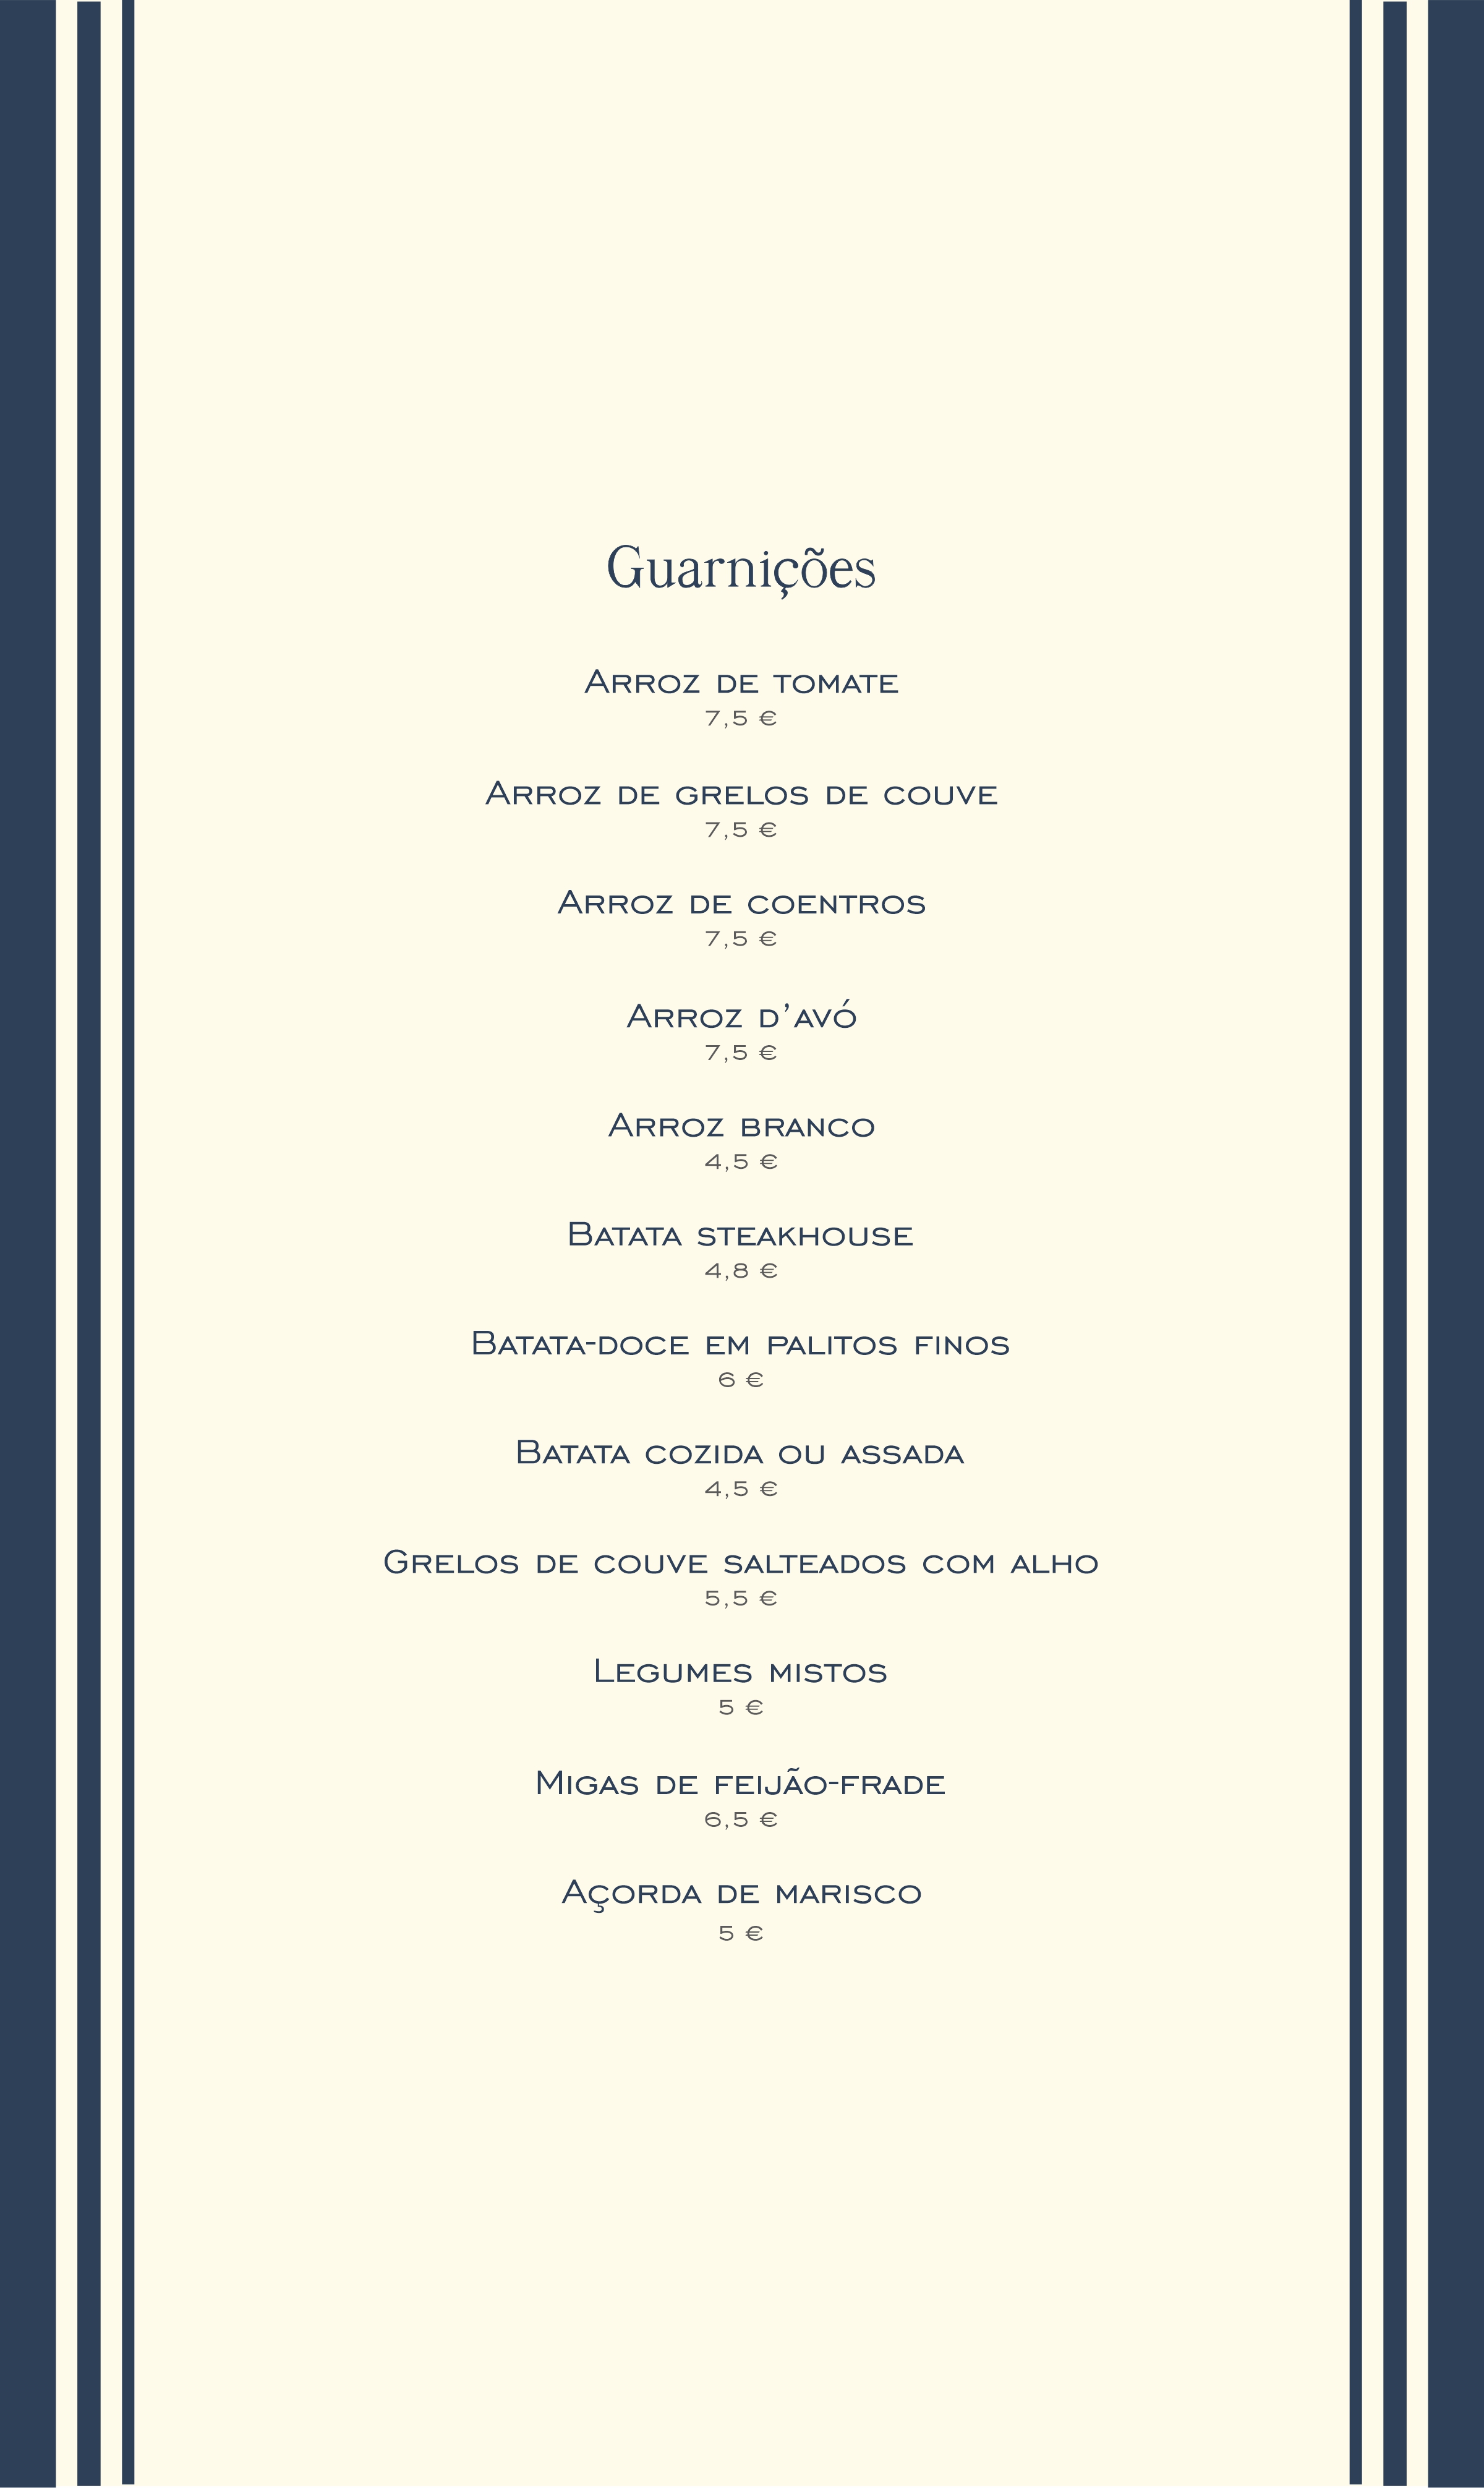 Guarnições
Arroz de tomate
7,5 €
Arroz de grelos de couve
7,5 €
Arroz de coentros
7,5 €
Arroz d’avó
7,5 €
Arroz branco
4,5 €
Batata steakhouse
4,8 €
Batata-doce em palitos finos
6 €
Batata cozida ou assada
4,5 €
Grelos de couve salteados com alho
5,5 €
Legumes mistos
5 €
Migas de feijão-frade
6,5 €
Açorda de marisco
5 €